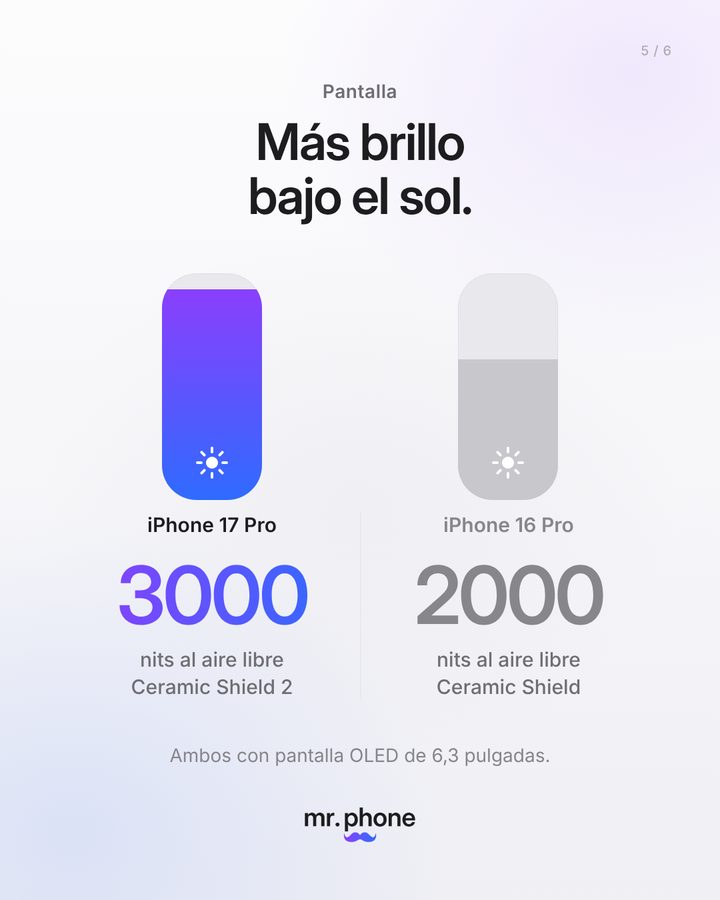 5 / 6
Pantalla
Más brillo
bajo el sol.
iPhone 17 Pro
3000
nits al aire libre
Ceramic Shield 2
iPhone 16 Pro
2000
nits al aire libre
Ceramic Shield
Ambos con pantalla OLED de 6,3 pulgadas.
mr. phone